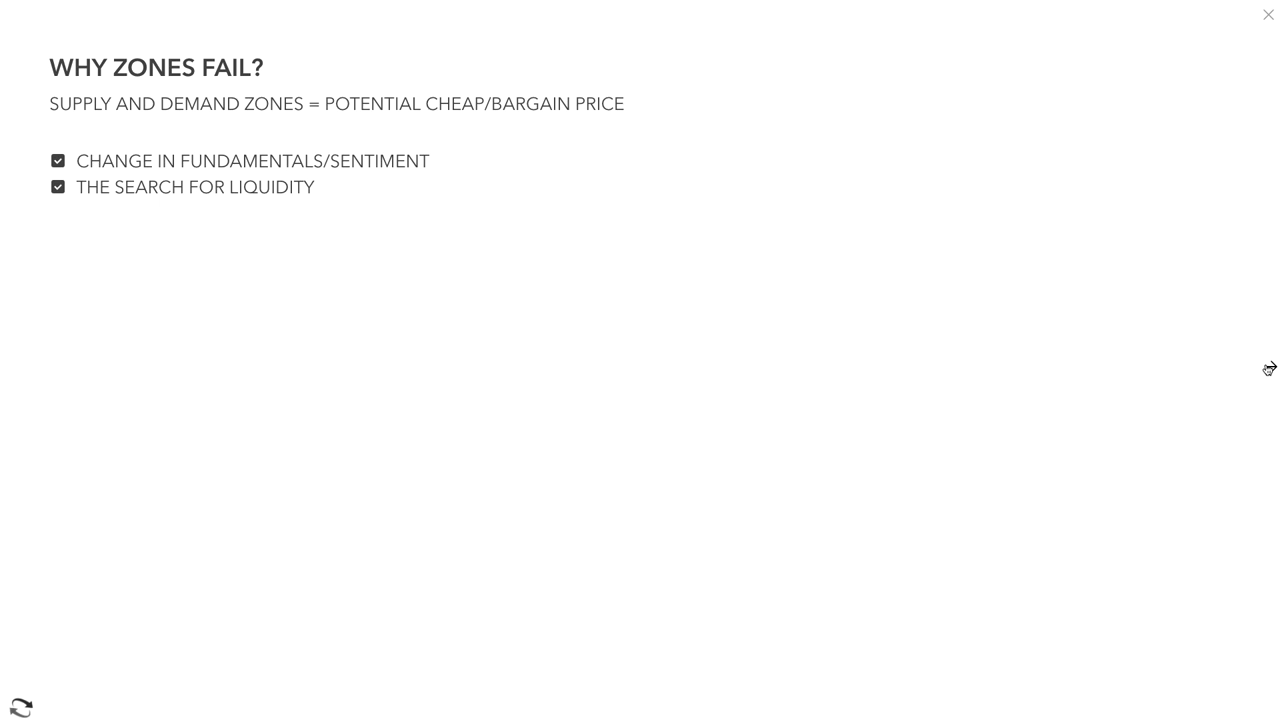 WHY ZONES FAIL?
SUPPLY AND DEMAND ZONES = POTENTIAL CHEAP/BARGAIN PRICE
CHANGE IN FUNDAMENTALS/SENTIMENT
THE SEARCH FOR LIQUIDITY